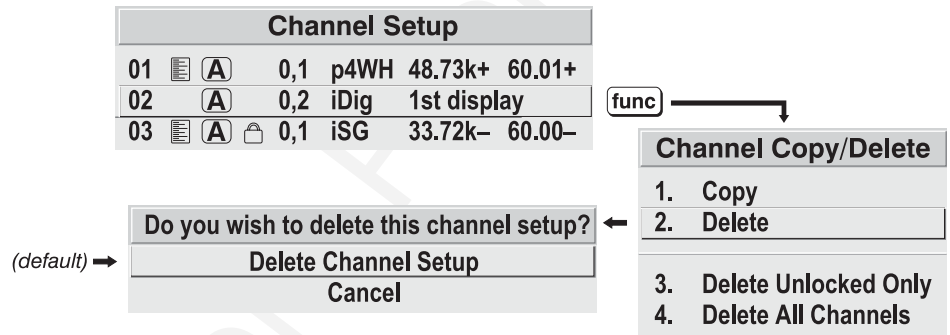 Channel Setup
01 A 0,1 p4WH 48.73k+ 60.01+
02 A 0,2 iDig 1st display
03 A 0,1 iSG 33.72k– 60.00–
func
Channel Copy/Delete
1. Copy
2. Delete
3. Delete Unlocked Only
4. Delete All Channels
Do you wish to delete this channel setup?
(default) Delete Channel Setup
Cancel